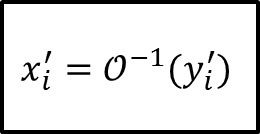 x′ᵢ = 𝒪⁻¹(y′ᵢ)